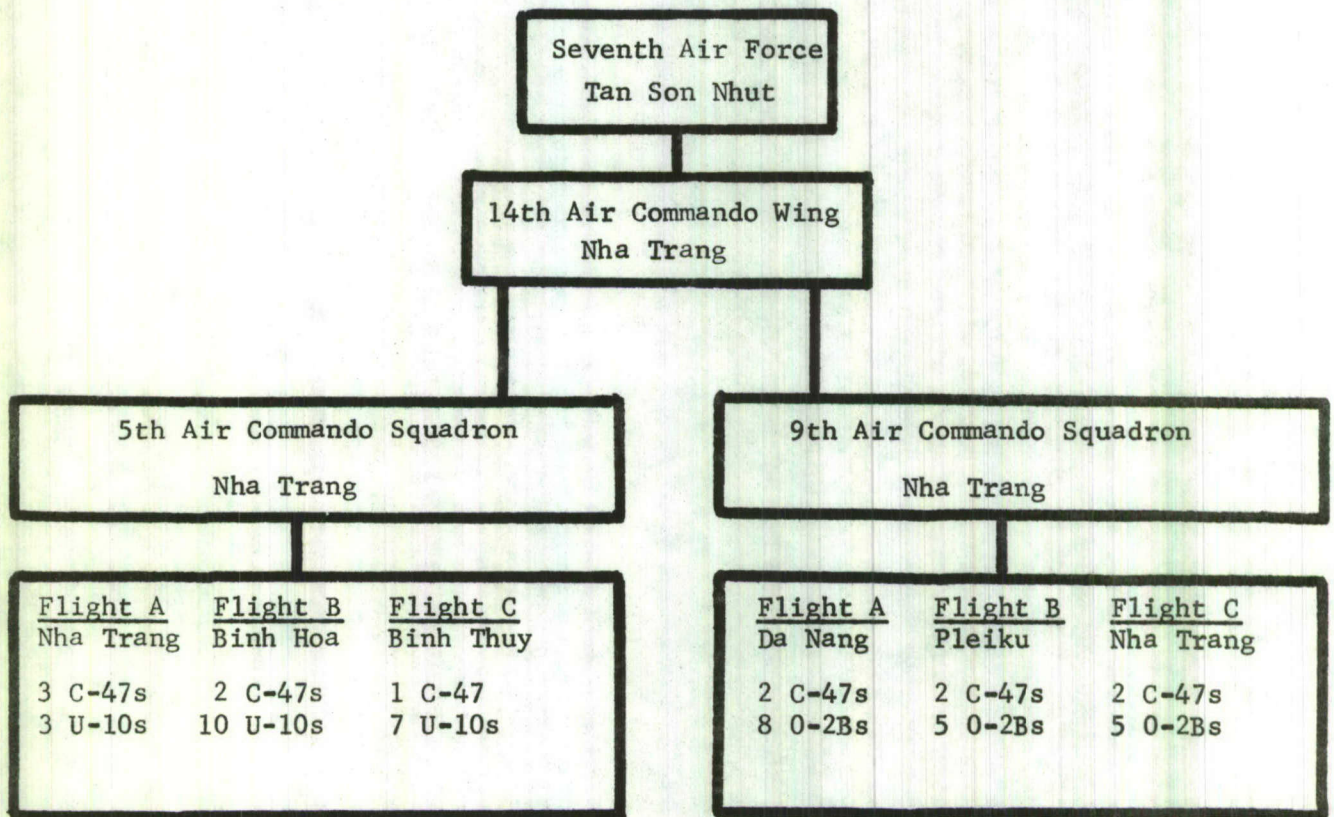 Seventh Air Force
Tan Son Nhut
14th Air Commando Wing
Nha Trang
5th Air Commando Squadron
Nha Trang
9th Air Commando Squadron
Nha Trang
Flight A Flight B Flight C
Nha Trang Binh Hoa Binh Thuy
3 C-47s 2 C-47s 1 C-47
3 U-10s 10 U-10s 7 U-10s
Flight A Flight B Flight C
Da Nang Pleiku Nha Trang
2 C-47s 2 C-47s 2 C-47s
8 O-2Bs 5 O-2Bs 5 O-2Bs